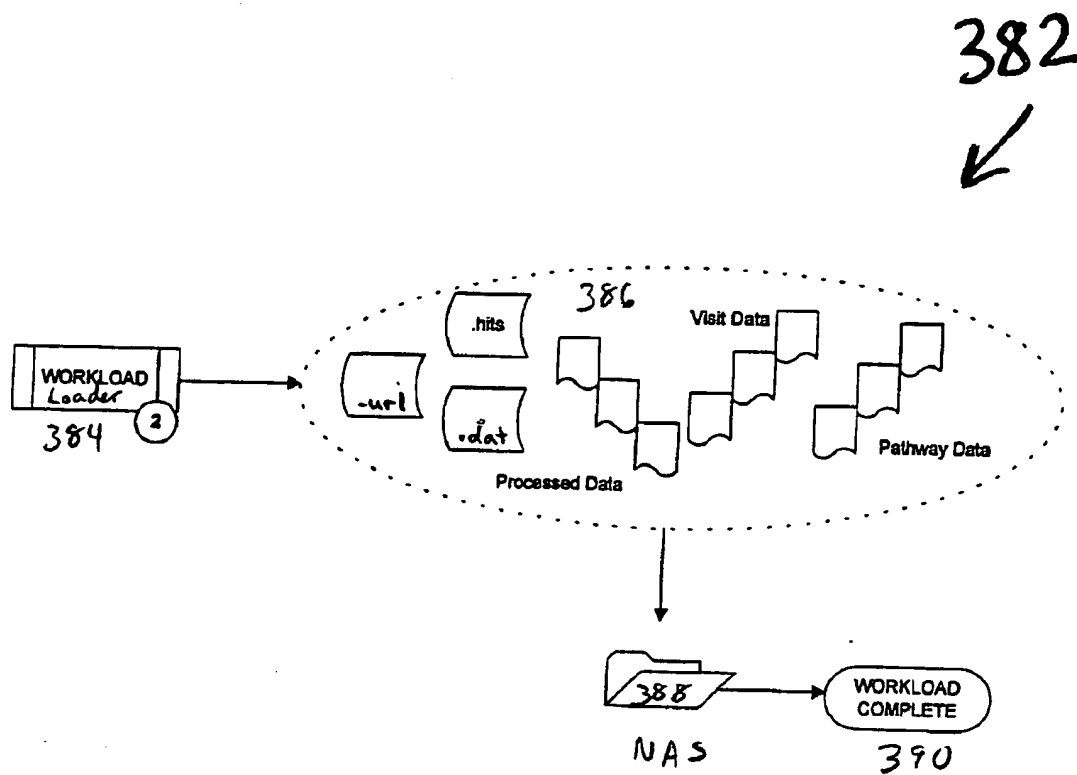 382
386
.hits
Visit Data
WORKLOAD
Loader
2
384
-url
.dat
Pathway Data
Processed Data
388
NAS
WORKLOAD
COMPLETE
390